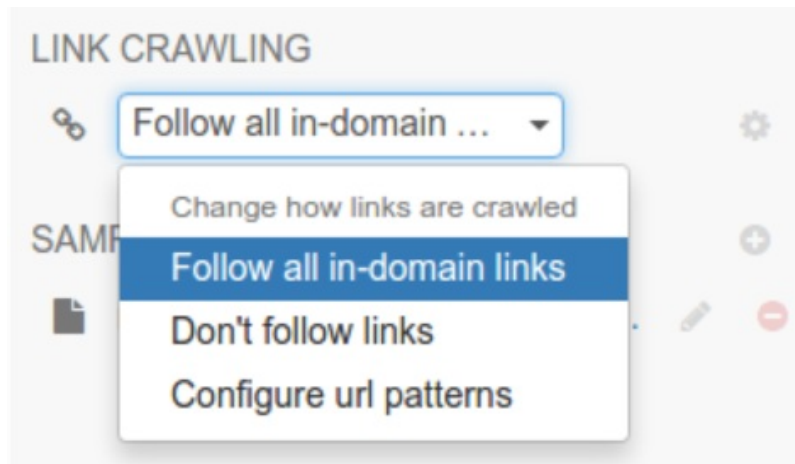 LINK CRAWLING
Follow all in-domain ...
Change how links are crawled
SAM
Follow all in-domain links
Don't follow links
Configure url patterns